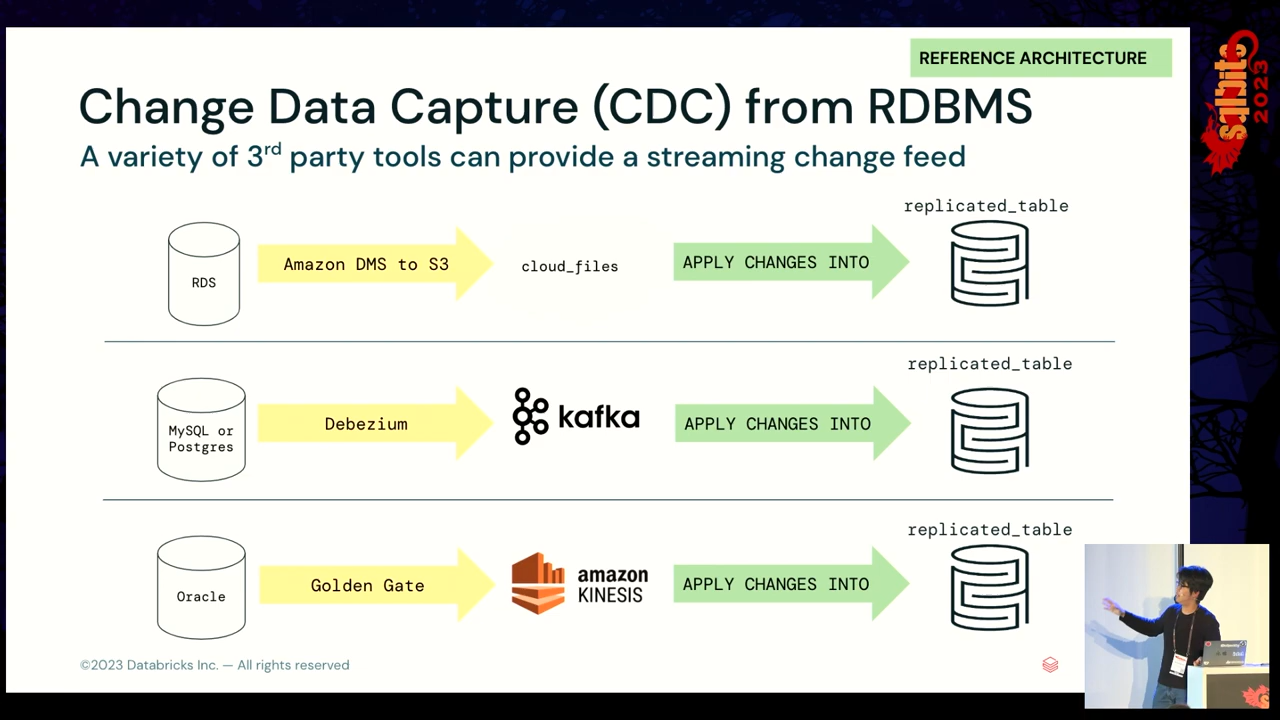 REFERENCE ARCHITECTURE
Change Data Capture (CDC) from RDBMS
A variety of 3rd party tools can provide a streaming change feed
replicated_table
RDS
Amazon DMS to S3
cloud_files
APPLY CHANGES INTO
replicated_table
MySQL or
Postgres
Debezium
kafka
APPLY CHANGES INTO
replicated_table
Oracle
Golden Gate
amazon
KINESIS
APPLY CHANGES INTO
©2023 Databricks Inc. — All rights reserved
sqlbits
2023